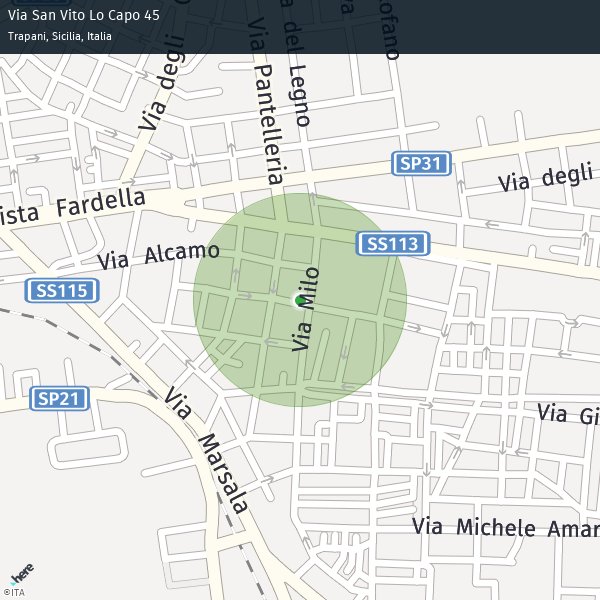 Via San Vito Lo Capo 45
Trapani, Sicilia, Italia
Via degli
Via Pantelleria
del Legno
ofano
SP31
Via degli
ista Fardella
SS113
Via Alcamo
SS115
Via Milo
SP21
Via Marsala
Via Gi
Via Michele Amar
here
©ITA